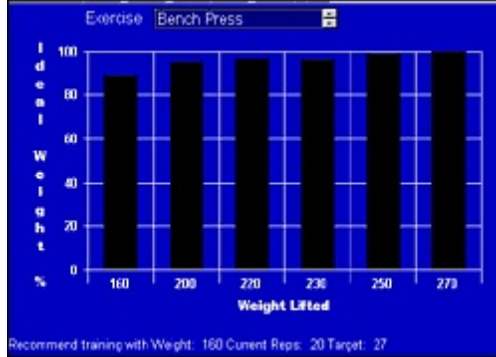 Exercise Bench Press
Ideal Weight %
100
80
60
40
20
0
160 200 220 230 250 270
Weight Lifted
Recommend training with Weight: 160 Current Reps: 20 Target: 27